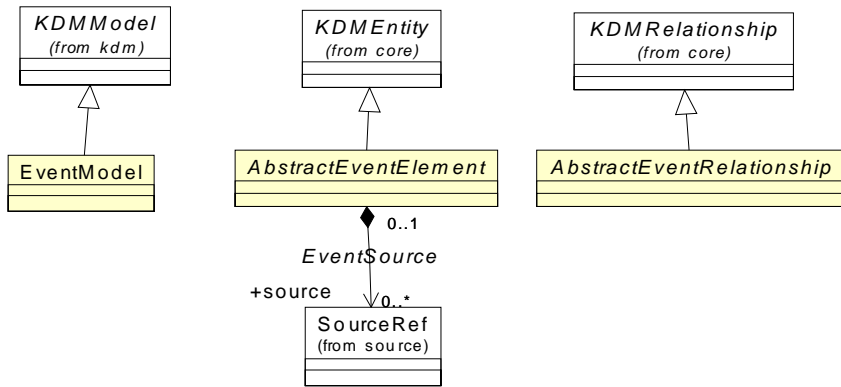 KDMModel
(from kdm)
KDMEntity
(from core)
KDMRelationship
(from core)
EventModel
AbstractEventElement
AbstractEventRelationship
0..1
EventSource
+source
0..*
SourceRef
(from source)